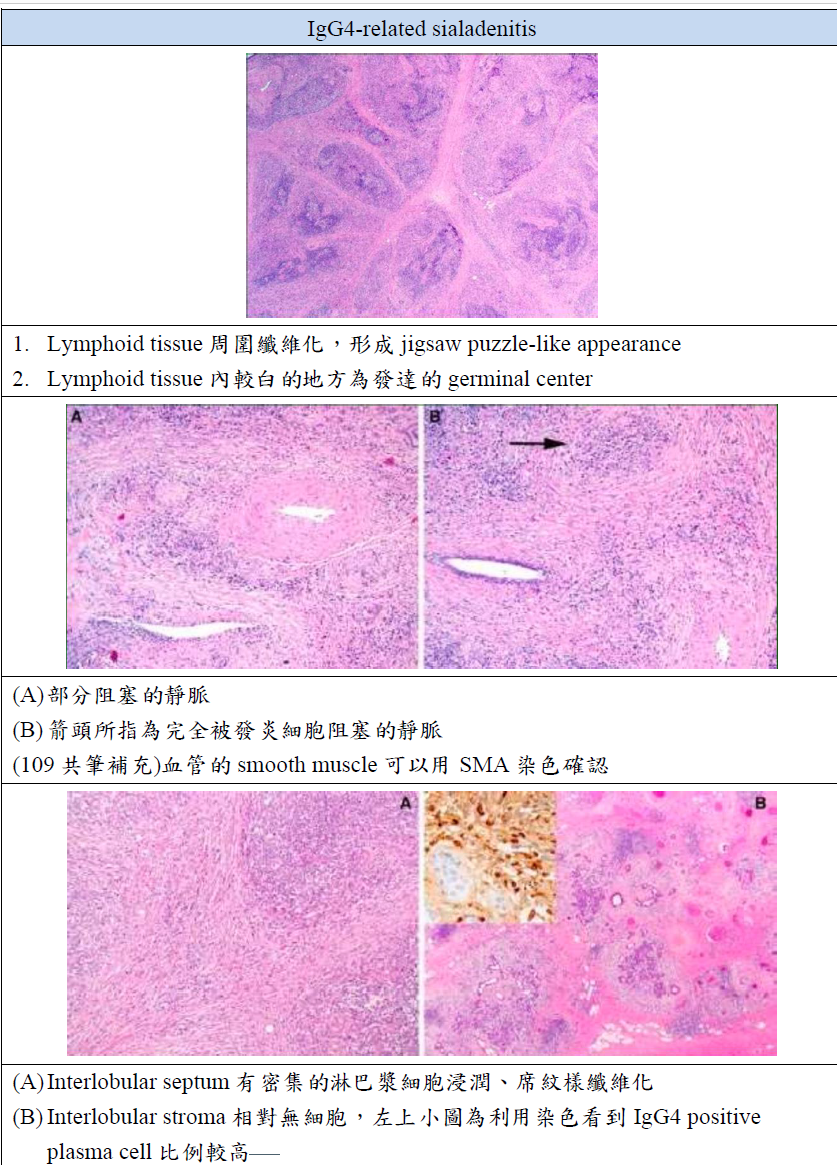 IgG4-related sialadenitis
1. Lymphoid tissue 周圍纖維化，形成 jigsaw puzzle-like appearance
2. Lymphoid tissue 內較白的地方為發達的 germinal center
A
B
(A)部分阻塞的靜脈
(B)箭頭所指為完全被發炎細胞阻塞的靜脈
(109 共筆補充)血管的 smooth muscle 可以用 SMA 染色確認
A
B
(A)Interlobular septum 有密集的淋巴漿細胞浸潤、席紋樣纖維化
(B)Interlobular stroma 相對無細胞，左上小圖為利用染色看到 IgG4 positive
plasma cell 比例較高──